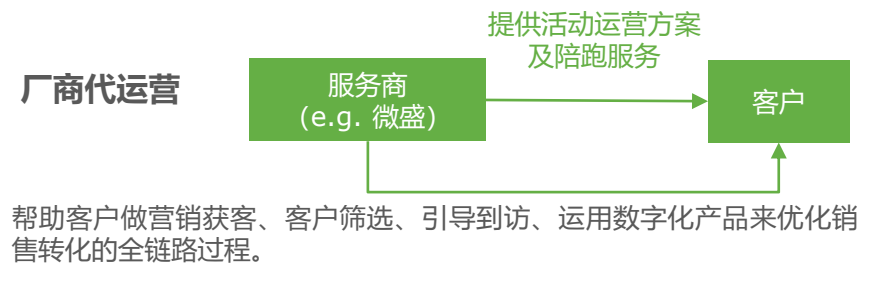 提供活动运营方案
及陪跑服务
厂商代运营
服务商
（e.g. 微盛）
客户
帮助客户做营销获客、客户筛选、引导到访、运用数字化产品来优化销
售转化的全链路过程。